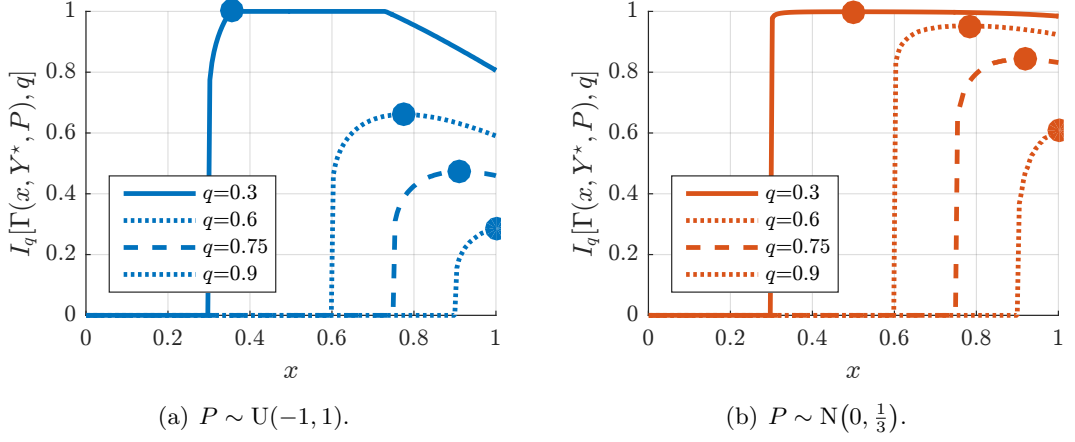 I_q[Γ(x, Y⋆, P), q]
1
0.8
0.6
0.4
0.2
0
q=0.3
q=0.6
q=0.75
q=0.9
0 0.2 0.4 0.6 0.8 1
x
(a) P ∼ U(−1, 1).
I_q[Γ(x, Y⋆, P), q]
1
0.8
0.6
0.4
0.2
0
q=0.3
q=0.6
q=0.75
q=0.9
0 0.2 0.4 0.6 0.8 1
x
(b) P ∼ N(0, 1/3).